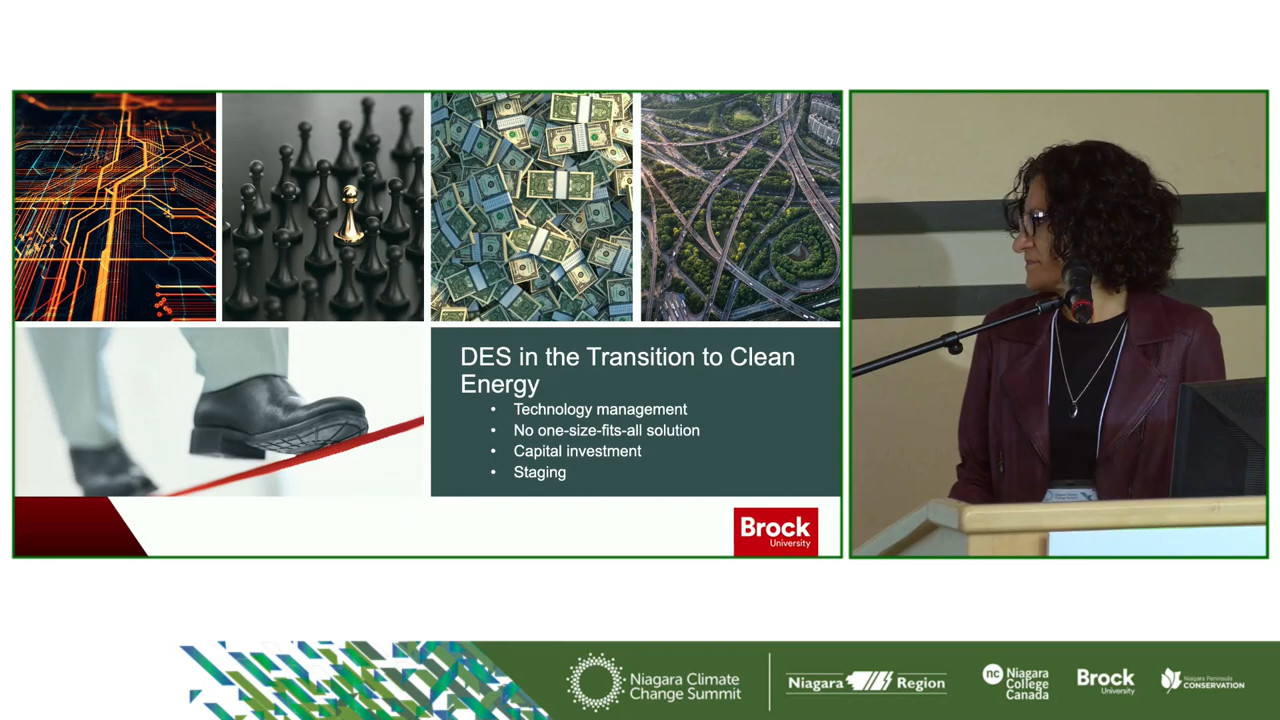 DES in the Transition to Clean
Energy
• Technology management
• No one-size-fits-all solution
• Capital investment
• Staging
Brock
University
Niagara Climate
Change Summit
Niagara Region
nc
Niagara
College
Canada
Brock
University
Niagara Peninsula
CONSERVATION